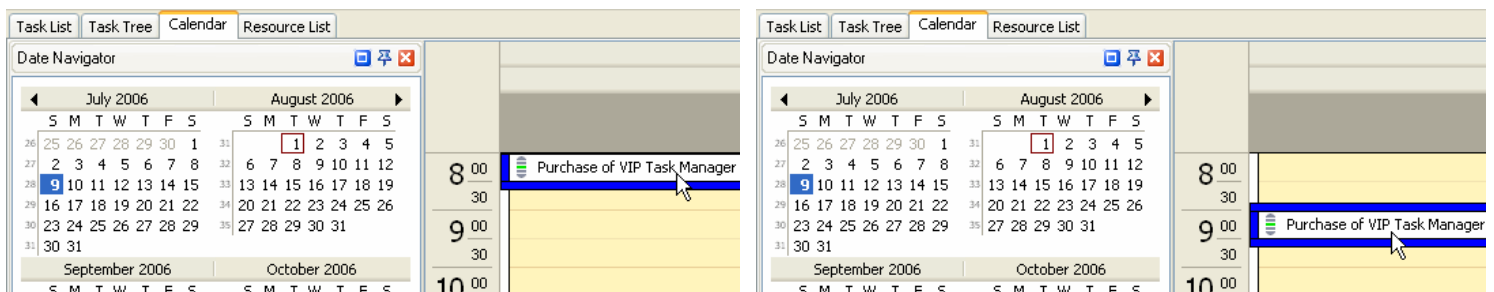 Task List Task Tree Calendar Resource List
Date Navigator
July 2006 August 2006
S M T W T F S S M T W T F S
26 25 26 27 28 29 30 1 31 1 2 3 4 5
27 2 3 4 5 6 7 8 32 6 7 8 9 10 11 12
28 9 10 11 12 13 14 15 33 13 14 15 16 17 18 19
29 16 17 18 19 20 21 22 34 20 21 22 23 24 25 26
30 23 24 25 26 27 28 29 35 27 28 29 30 31
31 30 31
September 2006 October 2006
S M T W T F S S M T W T F S
8 00 Purchase of VIP Task Manager
30
9 00
30
10 00
Task List Task Tree Calendar Resource List
Date Navigator
July 2006 August 2006
S M T W T F S S M T W T F S
26 25 26 27 28 29 30 1 31 1 2 3 4 5
27 2 3 4 5 6 7 8 32 6 7 8 9 10 11 12
28 9 10 11 12 13 14 15 33 13 14 15 16 17 18 19
29 16 17 18 19 20 21 22 34 20 21 22 23 24 25 26
30 23 24 25 26 27 28 29 35 27 28 29 30 31
31 30 31
September 2006 October 2006
S M T W T F S S M T W T F S
8 00
30
9 00 Purchase of VIP Task Manager
30
10 00